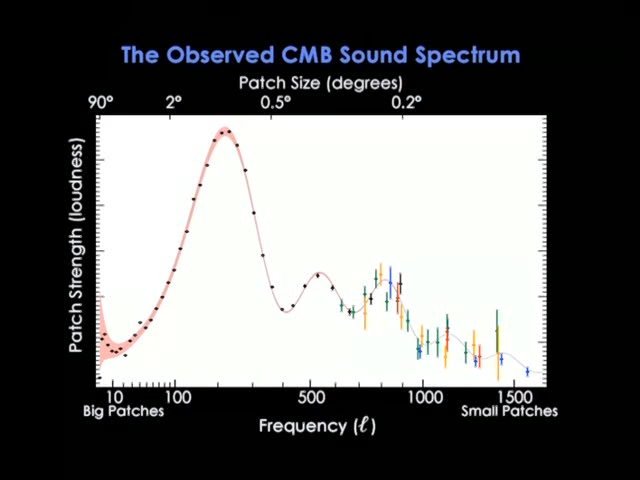 The Observed CMB Sound Spectrum
Patch Size (degrees)
90° 2° 0.5° 0.2°
Patch Strength (loudness)
10 100 500 1000 1500
Big Patches Small Patches
Frequency (ℓ)